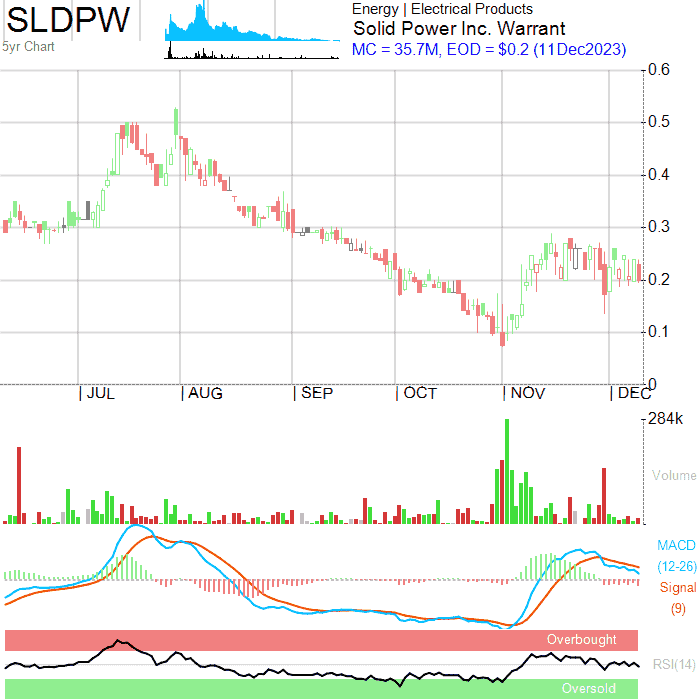 SLDPW
5yr Chart
Energy | Electrical Products
Solid Power Inc. Warrant
MC = 35.7M, EOD = $0.2 (11Dec2023)
0.6
0.5
0.4
0.3
0.2
0.1
0
JUL AUG SEP OCT NOV DEC
284k
Volume
MACD
(12-26)
Signal
(9)
Overbought
RSI(14)
Oversold